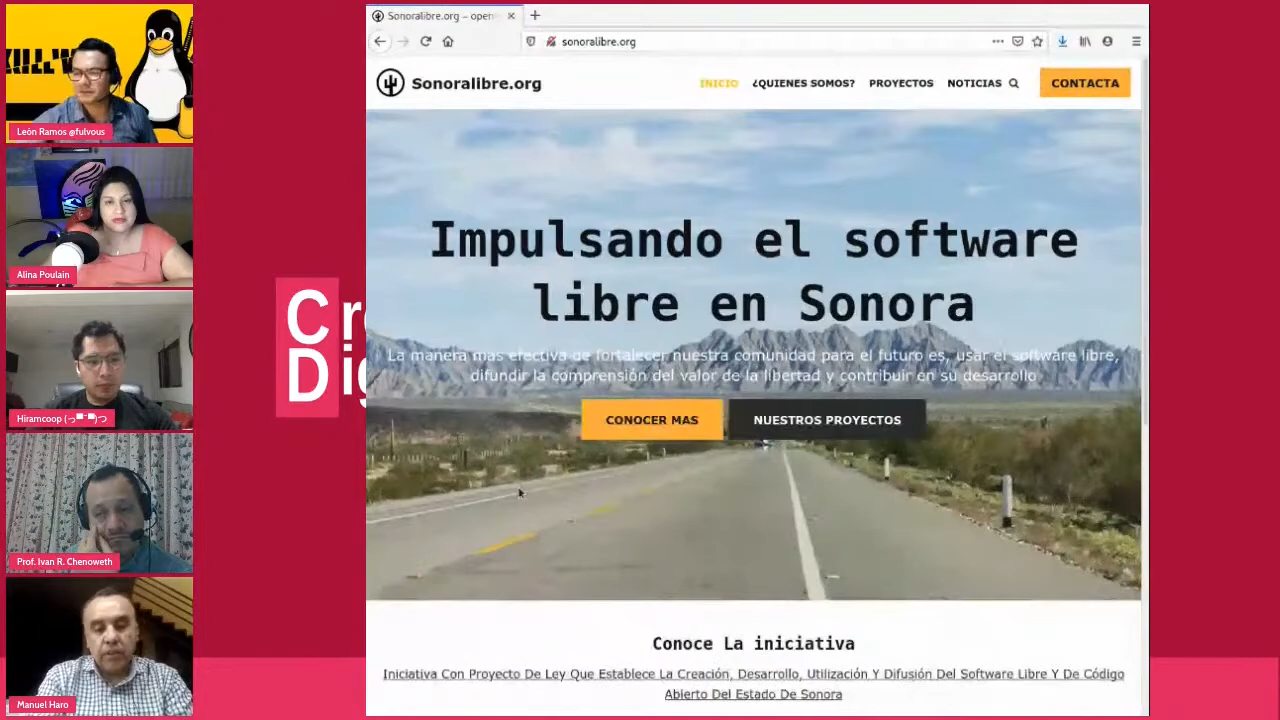 León Ramos @fulvous
Alina Poulain
Hiramcoop (っ▀¯▀)つ
Prof. Ivan R. Chenoweth
Manuel Haro
Sonoralibre.org – open
sonoralibre.org
Sonoralibre.org
INICIO
¿QUIENES SOMOS?
PROYECTOS
NOTICIAS
CONTACTA
Impulsando el software
libre en Sonora
La manera mas efectiva de fortalecer nuestra comunidad para el futuro es, usar el software libre,
difundir la comprensión del valor de la libertad y contribuir en su desarrollo
CONOCER MAS
NUESTROS PROYECTOS
Conoce La iniciativa
Iniciativa Con Proyecto De Ley Que Establece La Creación, Desarrollo, Utilización Y Difusión Del Software Libre Y De Código
Abierto Del Estado De Sonora